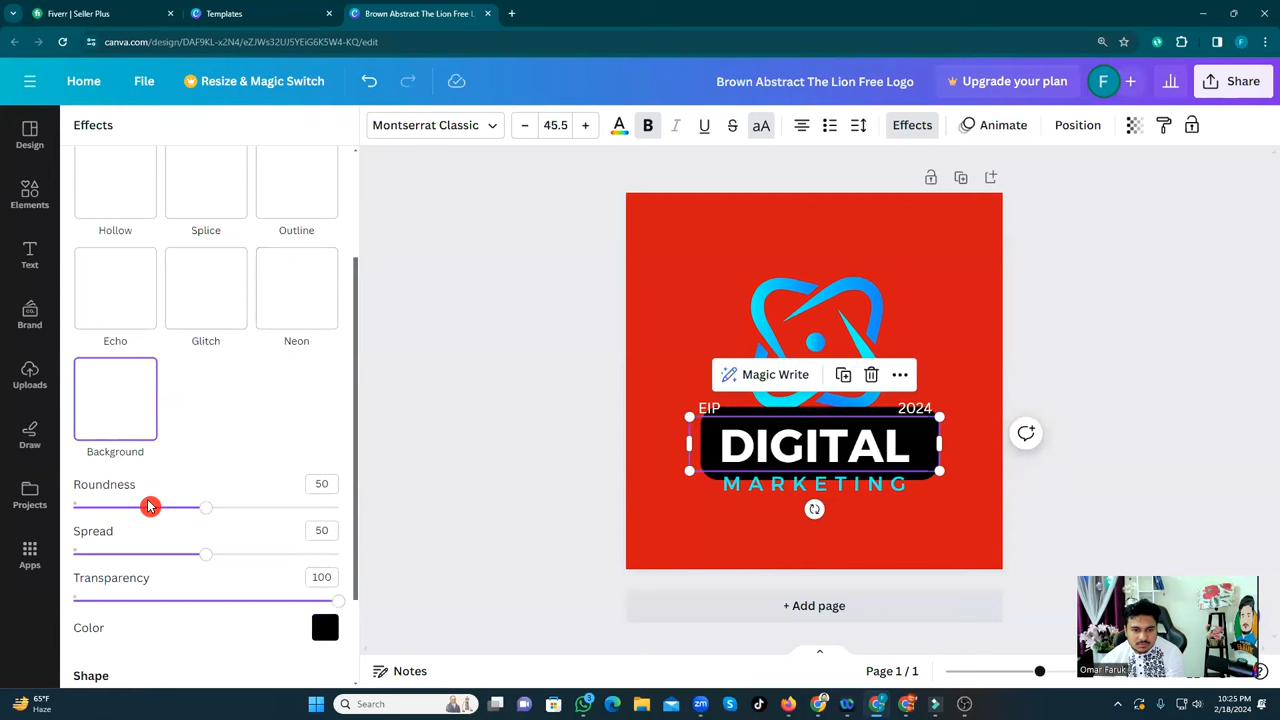 Fiverr | Seller Plus
Templates
Brown Abstract The Lion Free L
canva.com/design/DAF9KL-x2N4/eZJWs32UJ5YEiG6K5W4-KQ/edit
Home
File
Resize & Magic Switch
Brown Abstract The Lion Free Logo
Upgrade your plan
F
Share
Effects
Montserrat Classic
45.5
A
B
I
U
S
aA
Effects
Animate
Position
Design
Elements
Text
Brand
Uploads
Draw
Projects
Apps
Hollow
Splice
Outline
Echo
Glitch
Neon
Background
Roundness
50
Spread
50
Transparency
100
Color
Shape
Magic Write
EIP
2024
DIGITAL
MARKETING
+ Add page
Notes
Page 1 / 1
Omar Faruk
65°F
Haze
Search
10:25 PM
2/18/2024